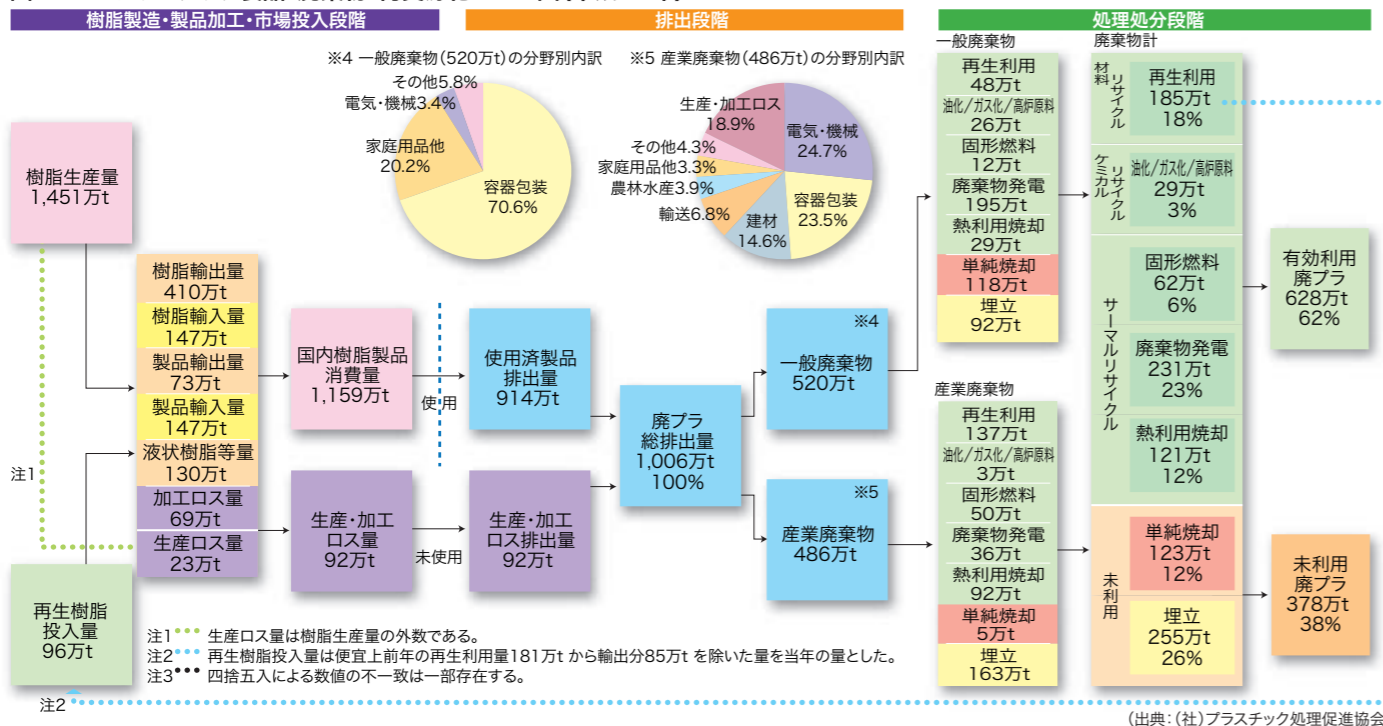 樹脂製造・製品加工・市場投入段階
排出段階
処理処分段階
※4 一般廃棄物(520万t)の分野別内訳
その他5.8%
電気・機械3.4%
家庭用品他
20.2%
容器包装
70.6%
※5 産業廃棄物(486万t)の分野別内訳
生産・加工ロス
18.9%
その他4.3%
家庭用品他3.3%
農林水産3.9%
輸送6.8%
建材
14.6%
容器包装
23.5%
電気・機械
24.7%
樹脂生産量
1,451万t
樹脂輸出量
410万t
樹脂輸入量
147万t
製品輸出量
73万t
製品輸入量
147万t
液状樹脂等量
130万t
加工ロス量
69万t
生産ロス量
23万t
注1
再生樹脂
投入量
96万t
国内樹脂製品
消費量
1,159万t
使用
使用済製品
排出量
914万t
生産・加工
ロス量
92万t
未使用
生産・加工
ロス排出量
92万t
廃プラ
総排出量
1,006万t
100%
※4
一般廃棄物
520万t
※5
産業廃棄物
486万t
一般廃棄物
再生利用
48万t
油化/ガス化/高炉原料
26万t
固形燃料
12万t
廃棄物発電
195万t
熱利用焼却
29万t
単純焼却
118万t
埋立
92万t
産業廃棄物
再生利用
137万t
油化/ガス化/高炉原料
3万t
固形燃料
50万t
廃棄物発電
36万t
熱利用焼却
92万t
単純焼却
5万t
埋立
163万t
廃棄物計
材料
リサイクル
再生利用
185万t
18%
ケミカル
リサイクル
油化/ガス化/高炉原料
29万t
3%
サーマルリサイクル
固形燃料
62万t
6%
廃棄物発電
231万t
23%
熱利用焼却
121万t
12%
未利用
単純焼却
123万t
12%
埋立
255万t
26%
有効利用
廃プラ
628万t
62%
未利用
廃プラ
378万t
38%
注1 生産ロス量は樹脂生産量の外数である。
注2 再生樹脂投入量は便宜上前年の再生利用量181万t から輸出分85万t を除いた量を当年の量とした。
注3 四捨五入による数値の不一致は一部存在する。
注2
(出典:(社)プラスチック処理促進協会